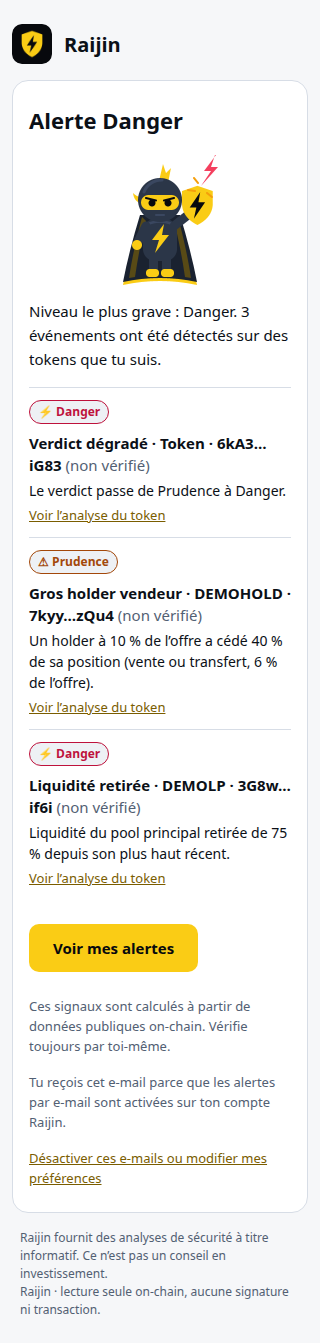 Raijin
Alerte Danger
Niveau le plus grave : Danger. 3
événements ont été détectés sur des
tokens que tu suis.
⚡ Danger
Verdict dégradé · Token · 6kA3…
iG83 (non vérifié)
Le verdict passe de Prudence à Danger.
Voir l’analyse du token
⚠ Prudence
Gros holder vendeur · DEMOHOLD ·
7kyy…zQu4 (non vérifié)
Un holder à 10 % de l’offre a cédé 40 %
de sa position (vente ou transfert, 6 %
de l’offre).
Voir l’analyse du token
⚡ Danger
Liquidité retirée · DEMOLP · 3G8w…
if6i (non vérifié)
Liquidité du pool principal retirée de 75
% depuis son plus haut récent.
Voir l’analyse du token
Voir mes alertes
Ces signaux sont calculés à partir de
données publiques on-chain. Vérifie
toujours par toi-même.
Tu reçois cet e-mail parce que les alertes
par e-mail sont activées sur ton compte
Raijin.
Désactiver ces e-mails ou modifier mes
préférences
Raijin fournit des analyses de sécurité à titre
informatif. Ce n’est pas un conseil en
investissement.
Raijin · lecture seule on-chain, aucune signature
ni transaction.